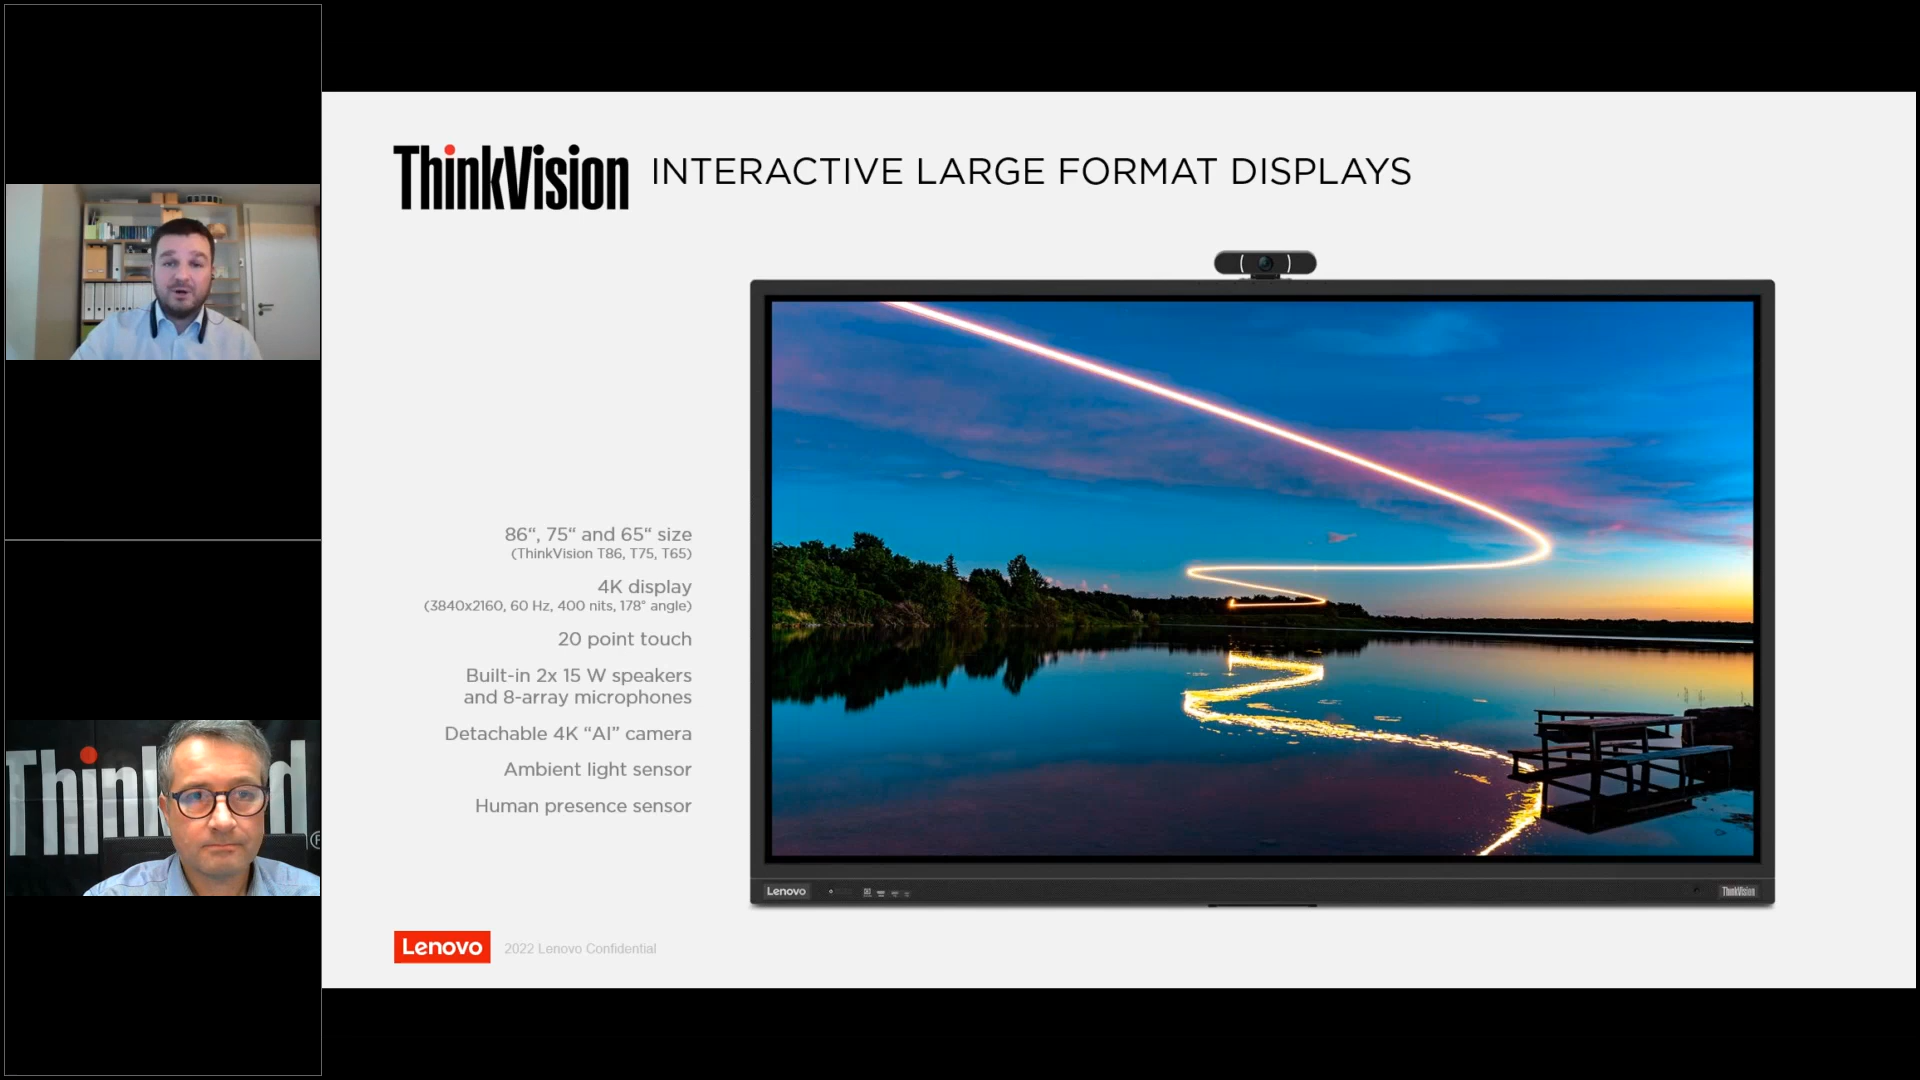 ThinkVision INTERACTIVE LARGE FORMAT DISPLAYS
86“, 75“ and 65“ size
(ThinkVision T86, T75, T65)
4K display
(3840x2160, 60 Hz, 400 nits, 178° angle)
20 point touch
Built-in 2x 15 W speakers
and 8-array microphones
Detachable 4K “AI” camera
Ambient light sensor
Human presence sensor
Lenovo
ThinkVision
Lenovo 2022 Lenovo Confidential